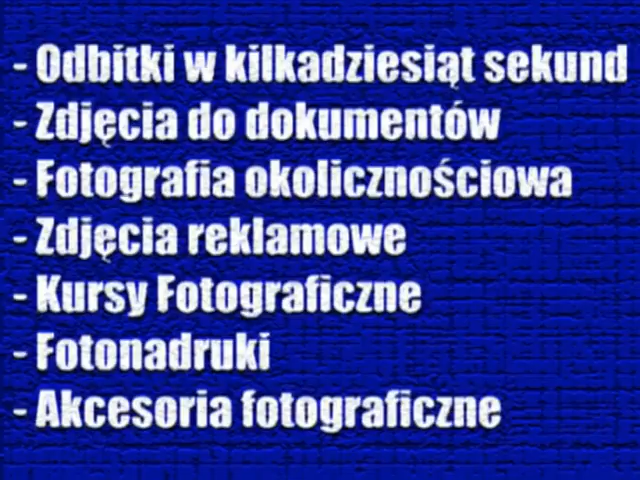 - Odbitki w kilkadziesiąt sekund
- Zdjęcia do dokumentów
- Fotografia okolicznościowa
- Zdjęcia reklamowe
- Kursy Fotograficzne
- Fotonadruki
- Akcesoria fotograficzne